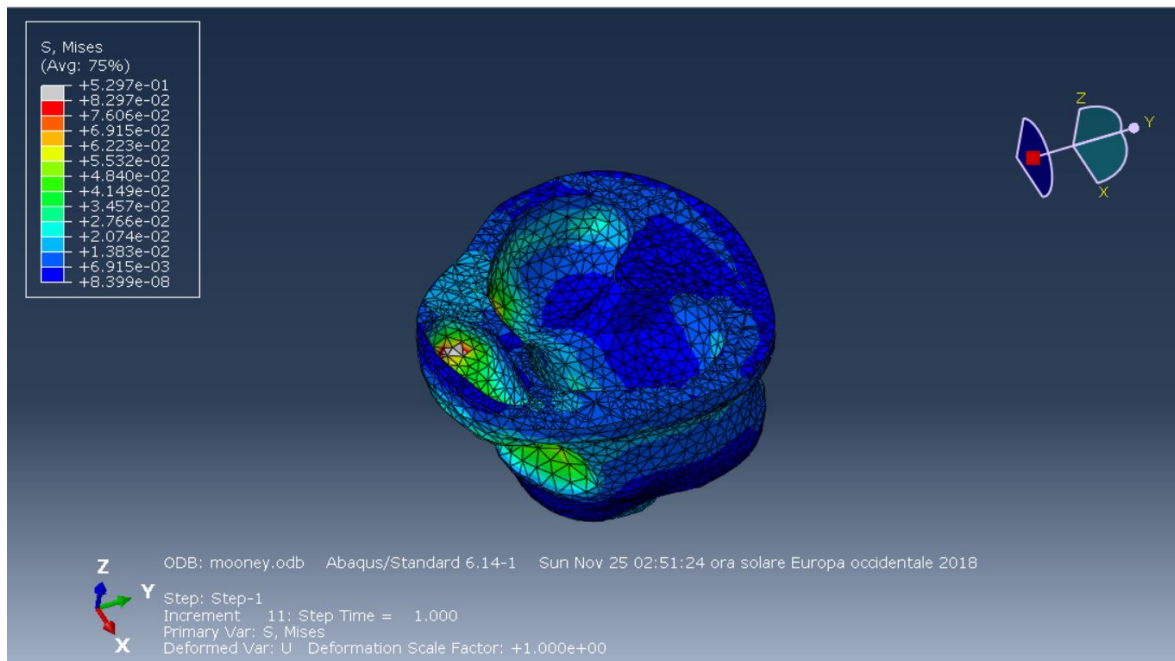 S, Mises
(Avg: 75%)
+5.297e-01
+8.297e-02
+7.606e-02
+6.915e-02
+6.223e-02
+5.532e-02
+4.840e-02
+4.149e-02
+3.457e-02
+2.766e-02
+2.074e-02
+1.383e-02
+6.915e-03
+8.399e-08
Z
Y
X
ODB: mooney.odb Abaqus/Standard 6.14-1 Sun Nov 25 02:51:24 ora solare Europa occidentale 2018
Z
Y
X
Step: Step-1
Increment 11: Step Time = 1.000
Primary Var: S, Mises
Deformed Var: U Deformation Scale Factor: +1.000e+00